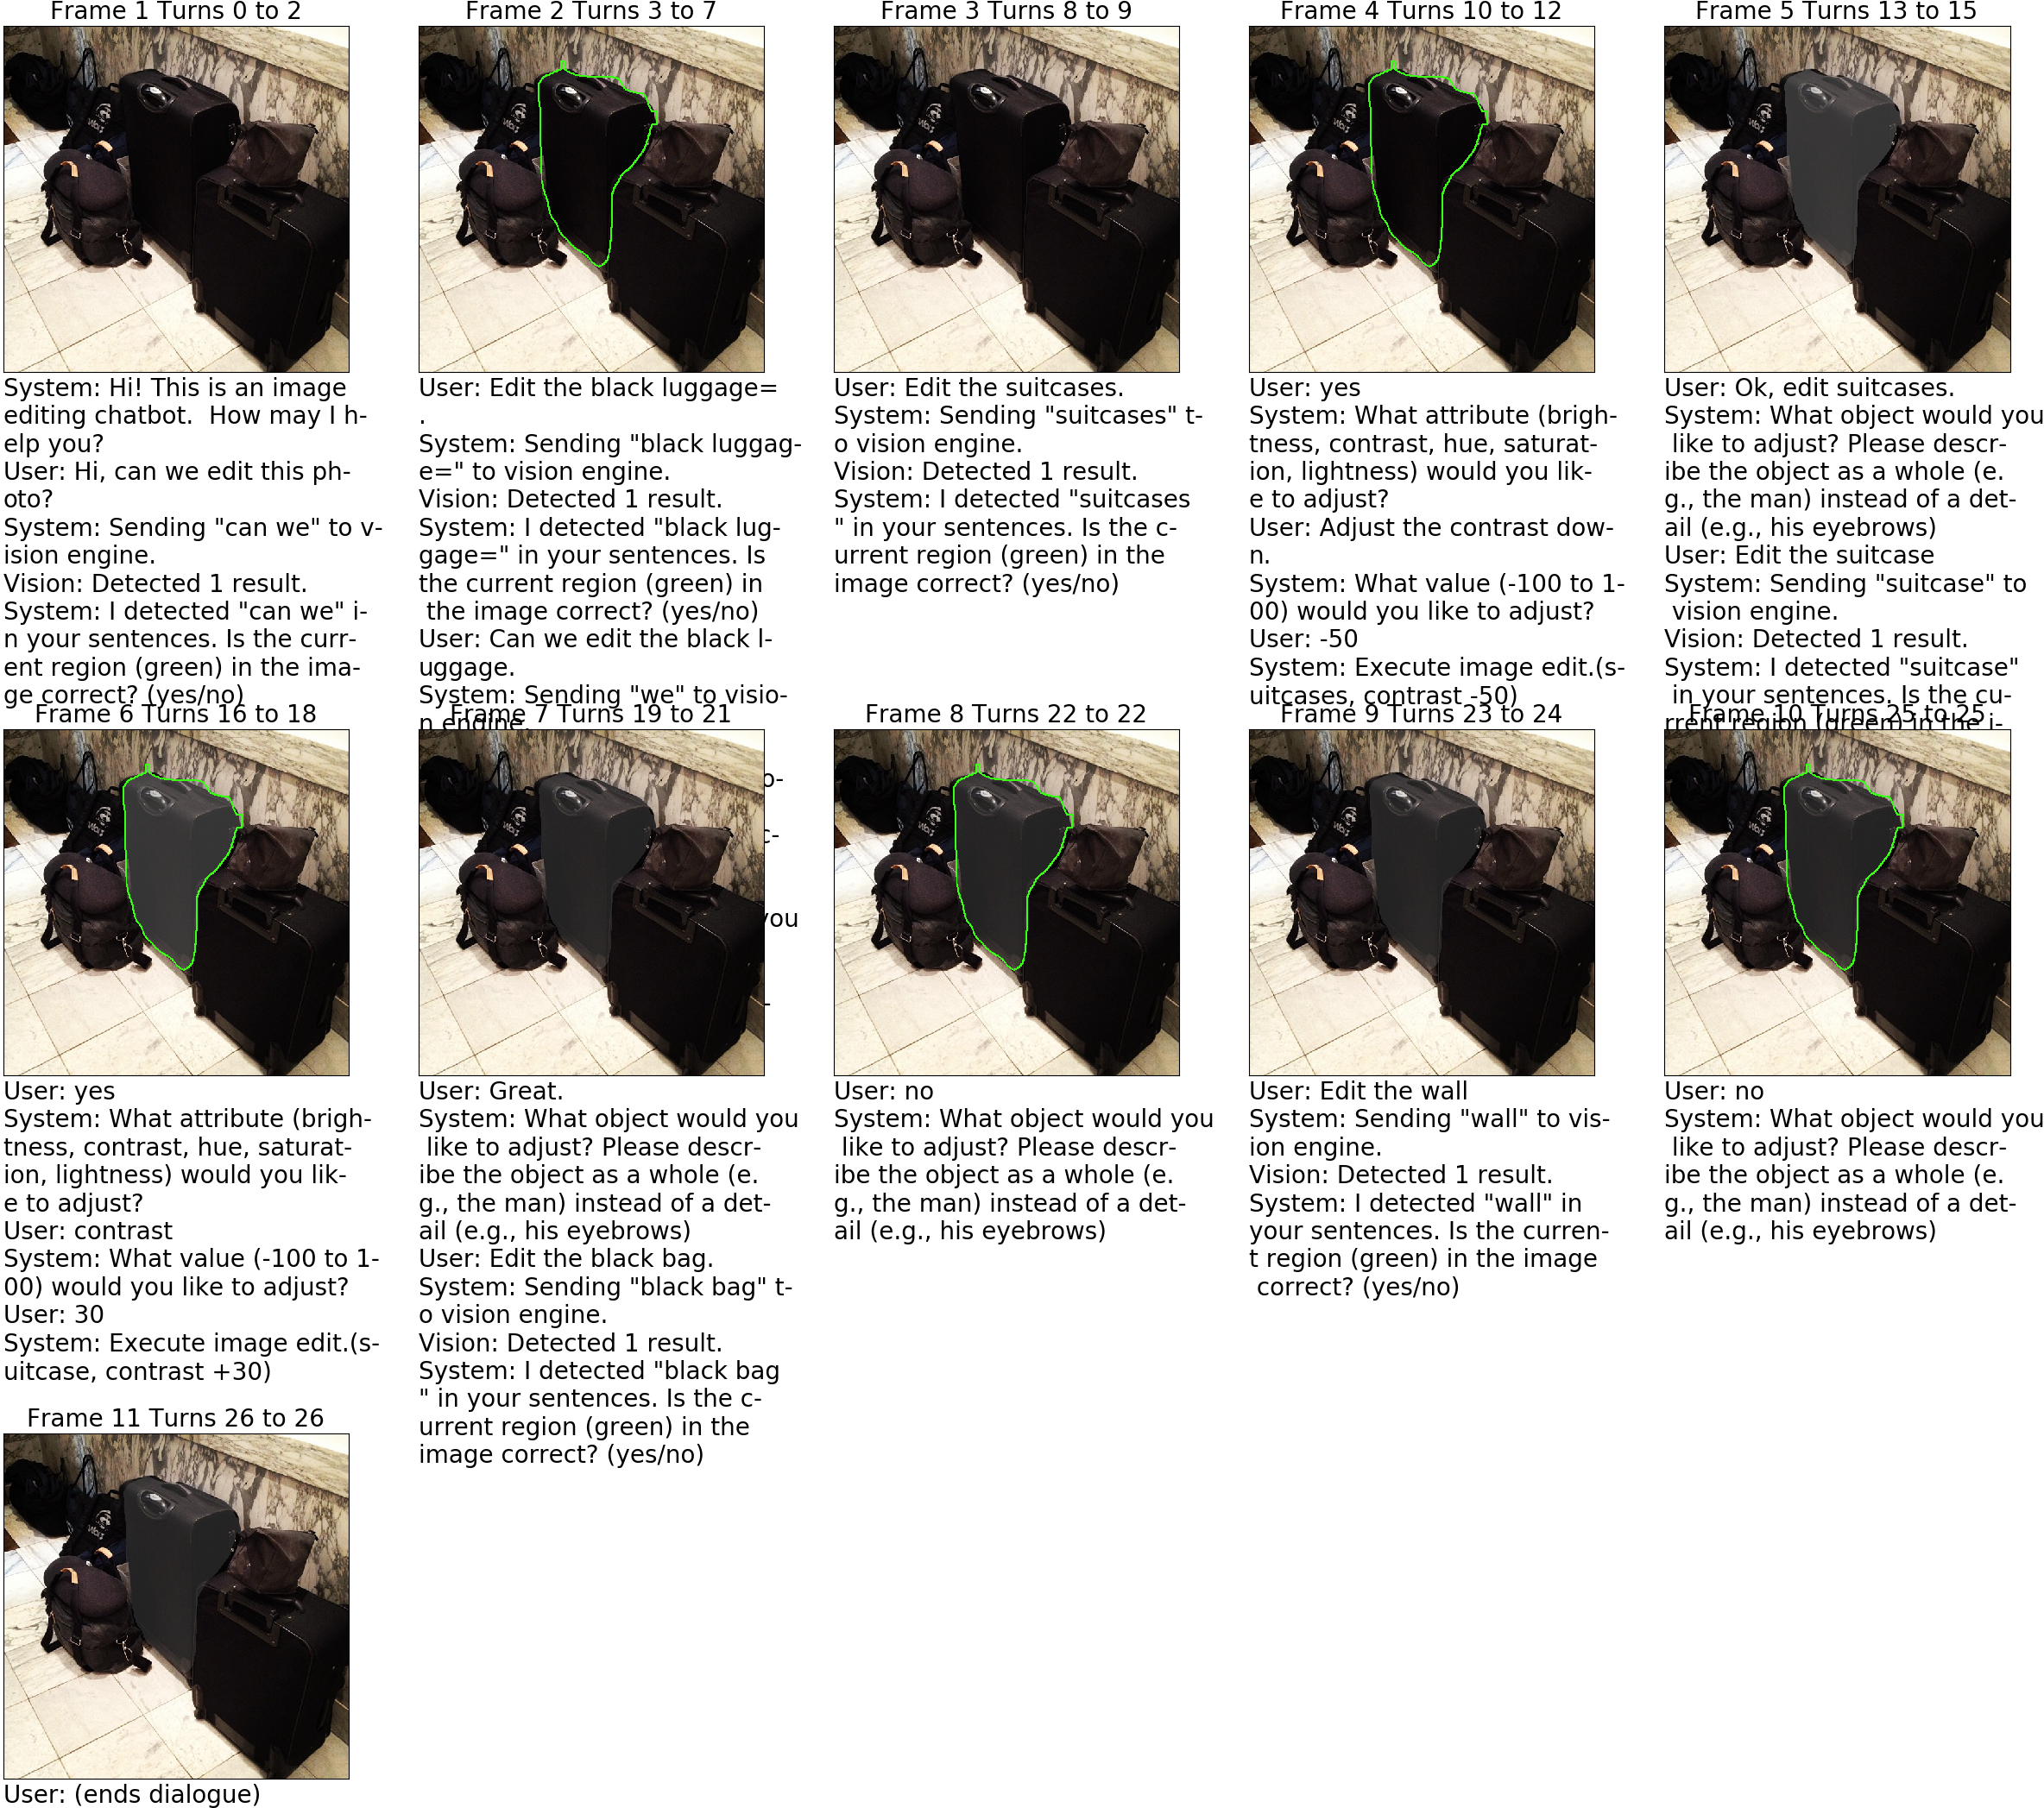 Frame 1 Turns 0 to 2
System: Hi! This is an image
editing chatbot.  How may I h-
elp you?
User: Hi, can we edit this ph-
oto?
System: Sending "can we" to v-
ision engine.
Vision: Detected 1 result.
System: I detected "can we" i-
n your sentences. Is the curr-
ent region (green) in the ima-
ge correct? (yes/no)
Frame 2 Turns 3 to 7
User: Edit the black luggage=
.
System: Sending "black luggag-
e=" to vision engine.
Vision: Detected 1 result.
System: I detected "black lug-
gage=" in your sentences. Is
the current region (green) in
 the image correct? (yes/no)
User: Can we edit the black l-
uggage.
System: Sending "we" to visio-
n engine.
o-
c-
you
-
Frame 3 Turns 8 to 9
User: Edit the suitcases.
System: Sending "suitcases" t-
o vision engine.
Vision: Detected 1 result.
System: I detected "suitcases
" in your sentences. Is the c-
urrent region (green) in the
image correct? (yes/no)
Frame 4 Turns 10 to 12
User: yes
System: What attribute (brigh-
tness, contrast, hue, saturat-
ion, lightness) would you lik-
e to adjust?
User: Adjust the contrast dow-
n.
System: What value (-100 to 1-
00) would you like to adjust?
User: -50
System: Execute image edit.(s-
uitcases, contrast -50)
Frame 5 Turns 13 to 15
User: Ok, edit suitcases.
System: What object would you
 like to adjust? Please descr-
ibe the object as a whole (e.
g., the man) instead of a det-
ail (e.g., his eyebrows)
User: Edit the suitcase
System: Sending "suitcase" to
 vision engine.
Vision: Detected 1 result.
System: I detected "suitcase"
 in your sentences. Is the cu-
rrent region (green) in the i-
Frame 6 Turns 16 to 18
User: yes
System: What attribute (brigh-
tness, contrast, hue, saturat-
ion, lightness) would you lik-
e to adjust?
User: contrast
System: What value (-100 to 1-
00) would you like to adjust?
User: 30
System: Execute image edit.(s-
uitcase, contrast +30)
Frame 7 Turns 19 to 21
User: Great.
System: What object would you
 like to adjust? Please descr-
ibe the object as a whole (e.
g., the man) instead of a det-
ail (e.g., his eyebrows)
User: Edit the black bag.
System: Sending "black bag" t-
o vision engine.
Vision: Detected 1 result.
System: I detected "black bag
" in your sentences. Is the c-
urrent region (green) in the
image correct? (yes/no)
Frame 8 Turns 22 to 22
User: no
System: What object would you
 like to adjust? Please descr-
ibe the object as a whole (e.
g., the man) instead of a det-
ail (e.g., his eyebrows)
Frame 9 Turns 23 to 24
User: Edit the wall
System: Sending "wall" to vis-
ion engine.
Vision: Detected 1 result.
System: I detected "wall" in
your sentences. Is the curren-
t region (green) in the image
 correct? (yes/no)
Frame 10 Turns 25 to 25
User: no
System: What object would you
 like to adjust? Please descr-
ibe the object as a whole (e.
g., the man) instead of a det-
ail (e.g., his eyebrows)
Frame 11 Turns 26 to 26
User: (ends dialogue)